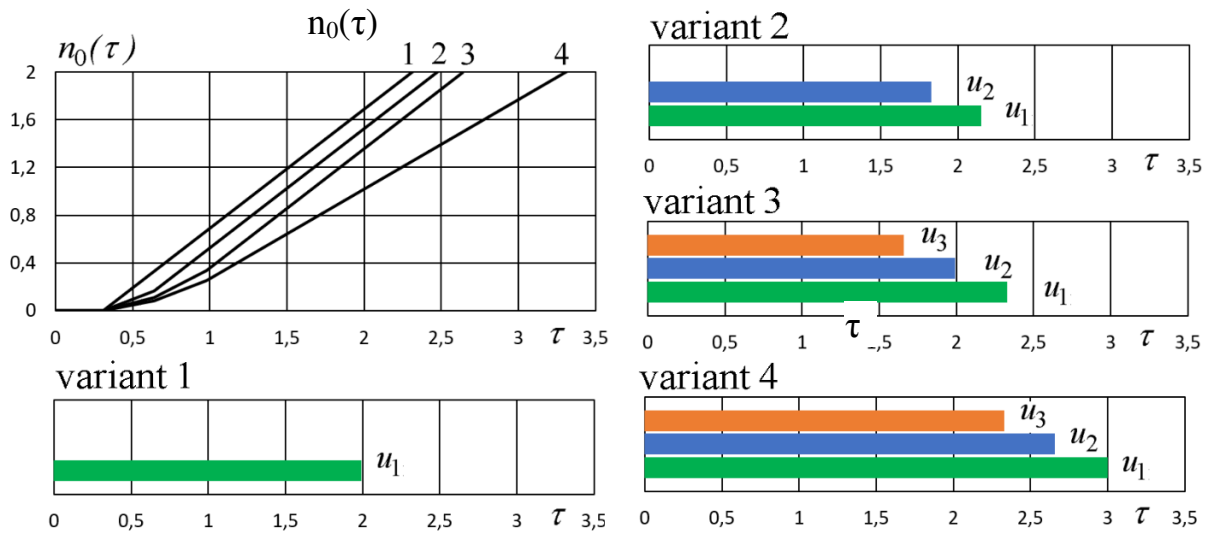 n₀(τ)
n₀(τ)
1 2 3 4
2
1,6
1,2
0,8
0,4
0
0 0,5 1 1,5 2 2,5 3 τ 3,5
variant 1
u₁
0 0,5 1 1,5 2 2,5 3 τ 3,5
variant 2
u₂
u₁
0 0,5 1 1,5 2 2,5 3 τ 3,5
variant 3
u₃
u₂
u₁
τ
0 0,5 1 ,5 2 2,5 3 τ 3,5
variant 4
u₃
u₂
u₁
0 0,5 1 1,5 2 2,5 3 τ 3,5